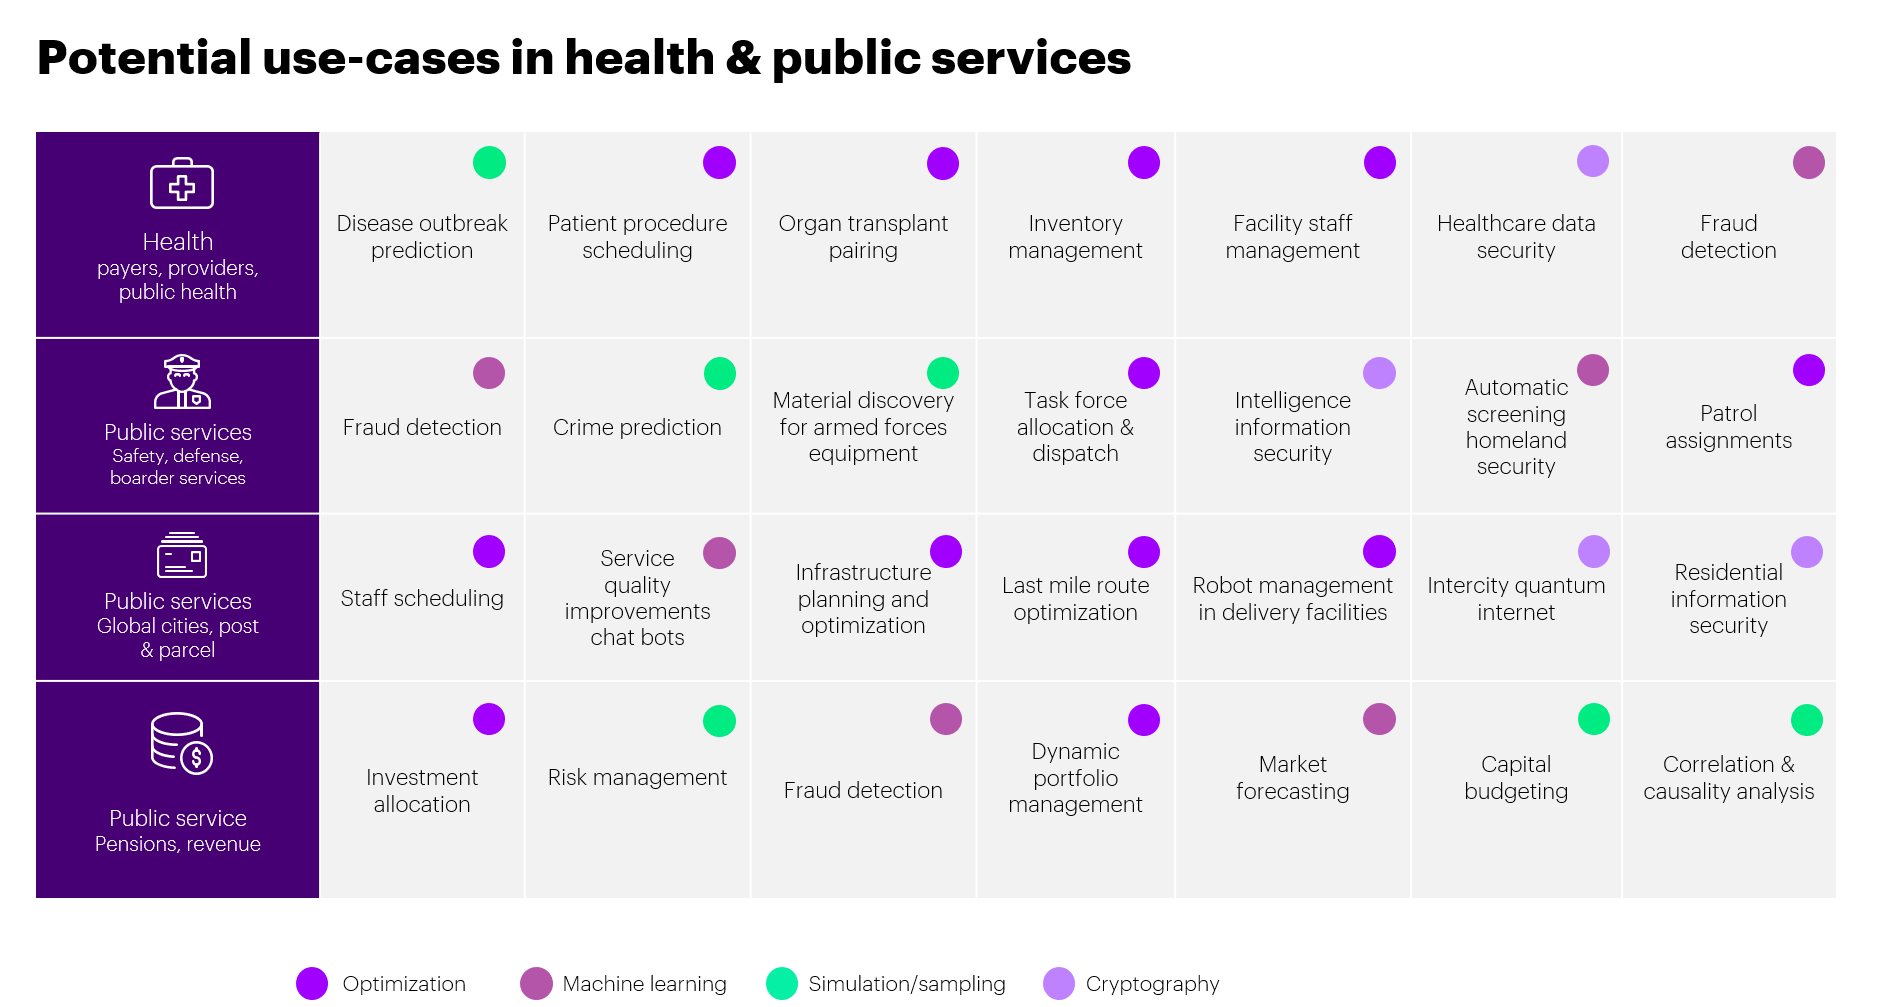 Potential use-cases in health & public services
Health
payers, providers,
public health
Disease outbreak
prediction
Patient procedure
scheduling
Organ transplant
pairing
Inventory
management
Facility staff
management
Healthcare data
security
Fraud
detection
Public services
Safety, defense,
boarder services
Fraud detection
Crime prediction
Material discovery
for armed forces
equipment
Task force
allocation &
dispatch
Intelligence
information
security
Automatic
screening
homeland
security
Patrol
assignments
Public services
Global cities, post
& parcel
Staff scheduling
Service
quality
improvements
chat bots
Infrastructure
planning and
optimization
Last mile route
optimization
Robot management
in delivery facilities
Intercity quantum
internet
Residential
information
security
$
Public service
Pensions, revenue
Investment
allocation
Risk management
Fraud detection
Dynamic
portfolio
management
Market
forecasting
Capital
budgeting
Correlation &
causality analysis
Optimization
Machine learning
Simulation/sampling
Cryptography